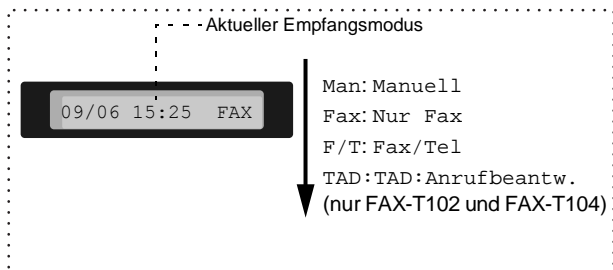 Aktueller Empfangsmodus
09/06 15:25 FAX
Man: Manuell
Fax: Nur Fax
F/T: Fax/Tel
TAD:TAD:Anrufbeantw.
(nur FAX-T102 und FAX-T104)